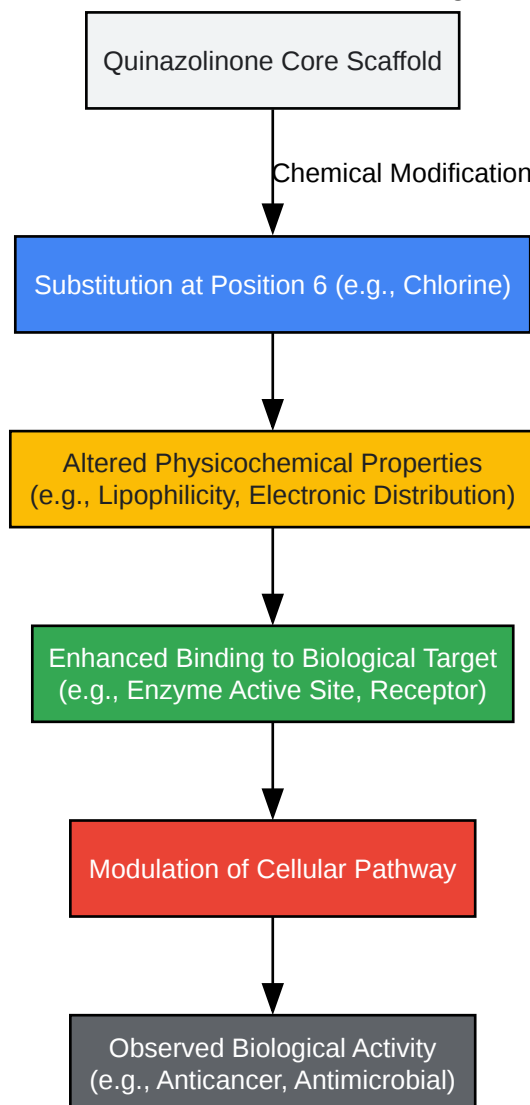 Quinazolinone Core Scaffold
Chemical Modification
Substitution at Position 6 (e.g., Chlorine)
Altered Physicochemical Properties
(e.g., Lipophilicity, Electronic Distribution)
Enhanced Binding to Biological Target
(e.g., Enzyme Active Site, Receptor)
Modulation of Cellular Pathway
Observed Biological Activity
(e.g., Anticancer, Antimicrobial)